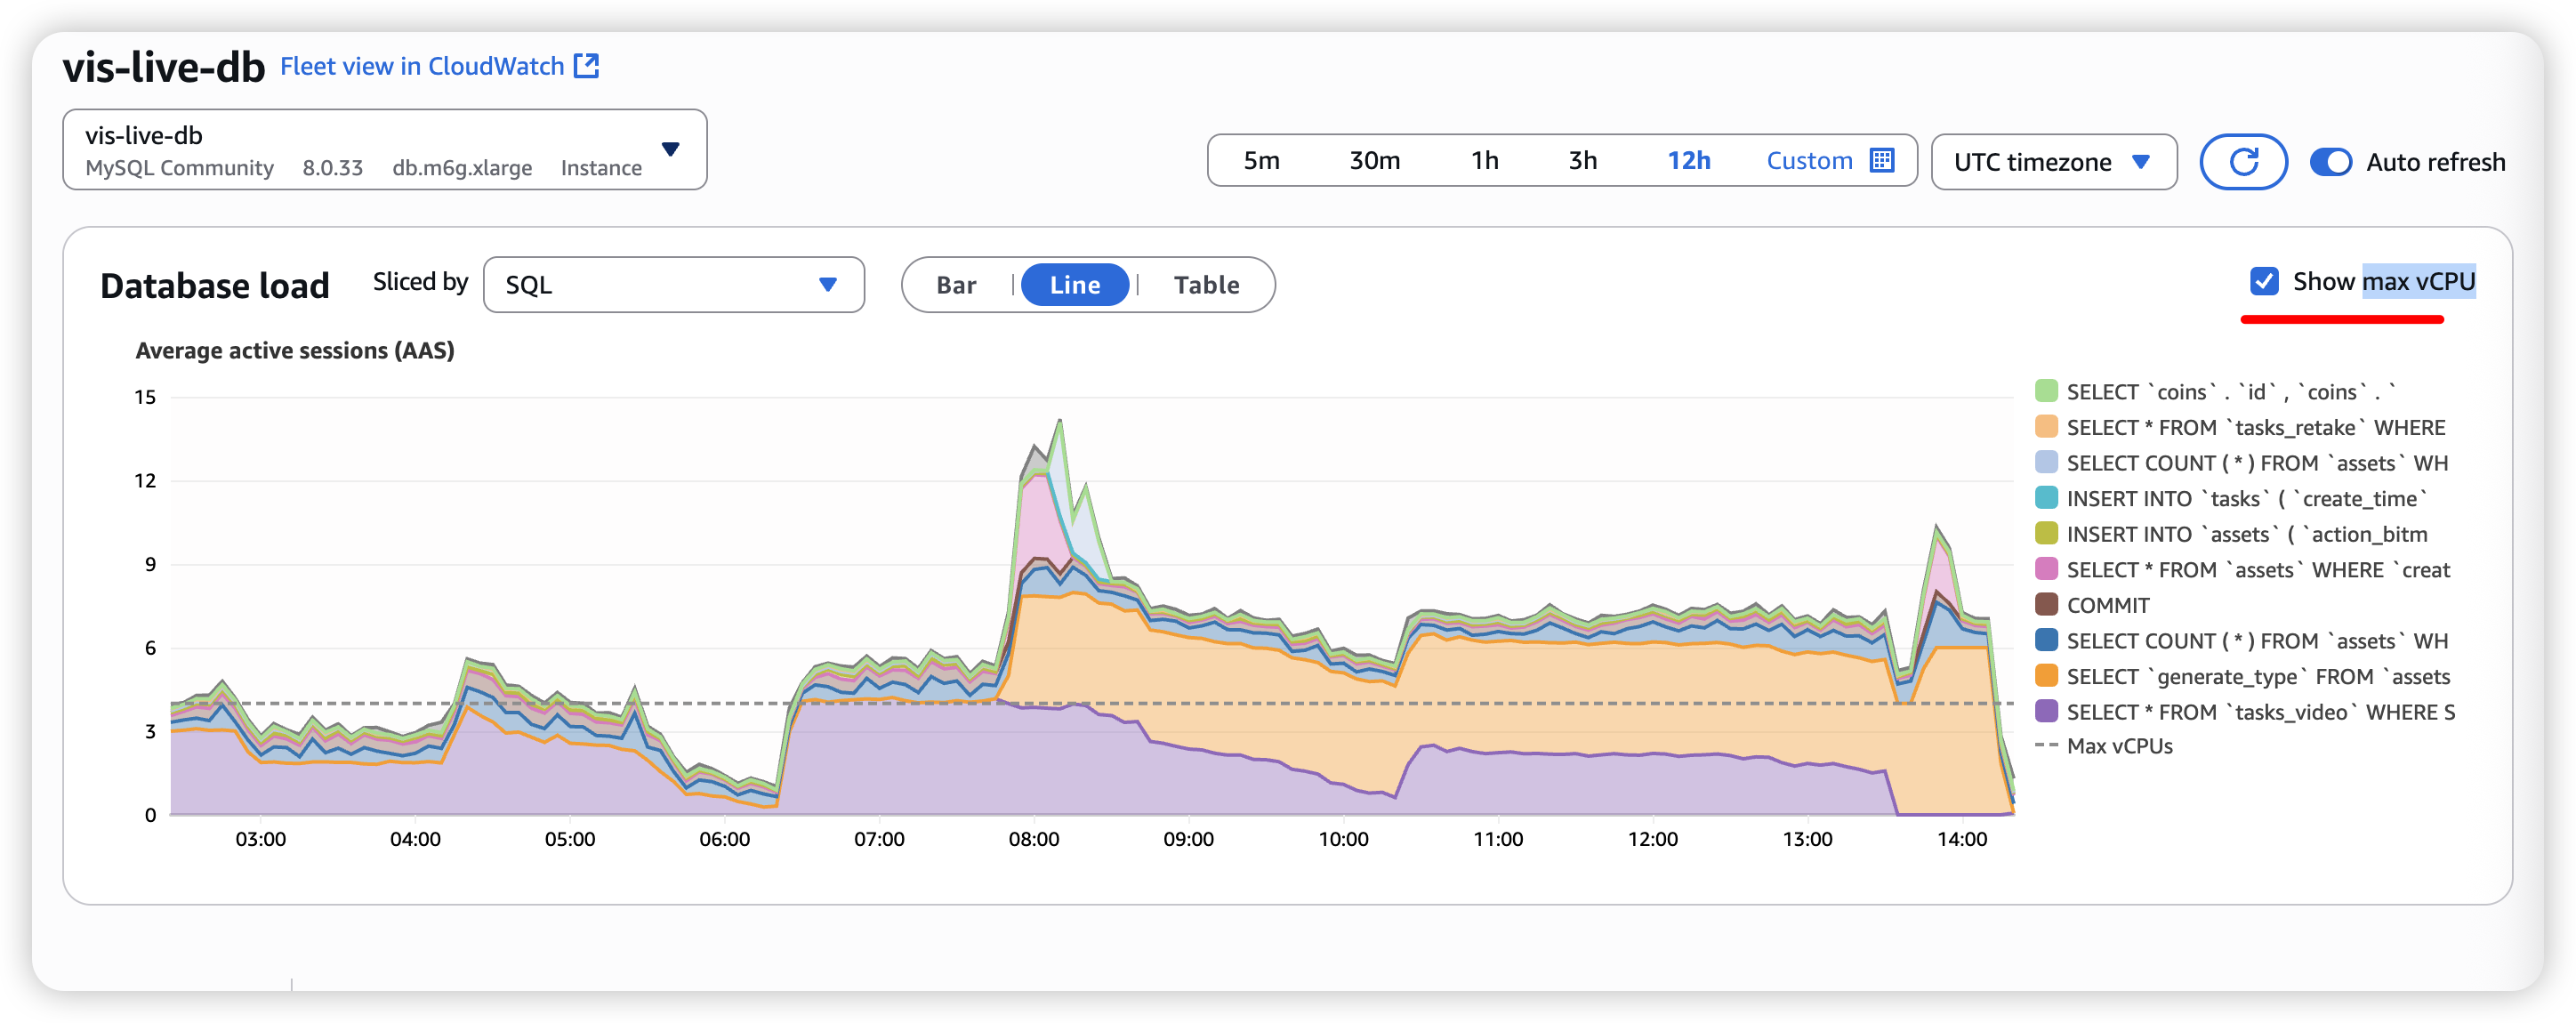 vis-live-db Fleet view in CloudWatch
vis-live-db
MySQL Community 8.0.33 db.m6g.xlarge Instance
5m 30m 1h 3h 12h Custom
UTC timezone
Auto refresh
Database load Sliced by SQL Bar Line Table
Show max vCPU
Average active sessions (AAS)
15
12
9
6
3
0
03:00 04:00 05:00 06:00 07:00 08:00 09:00 10:00 11:00 12:00 13:00 14:00
SELECT `coins` . `id` , `coins` . `
SELECT * FROM `tasks_retake` WHERE
SELECT COUNT ( * ) FROM `assets` WH
INSERT INTO `tasks` ( `create_time`
INSERT INTO `assets` ( `action_bitm
SELECT * FROM `assets` WHERE `creat
COMMIT
SELECT COUNT ( * ) FROM `assets` WH
SELECT `generate_type` FROM `assets
SELECT * FROM `tasks_video` WHERE S
Max vCPUs